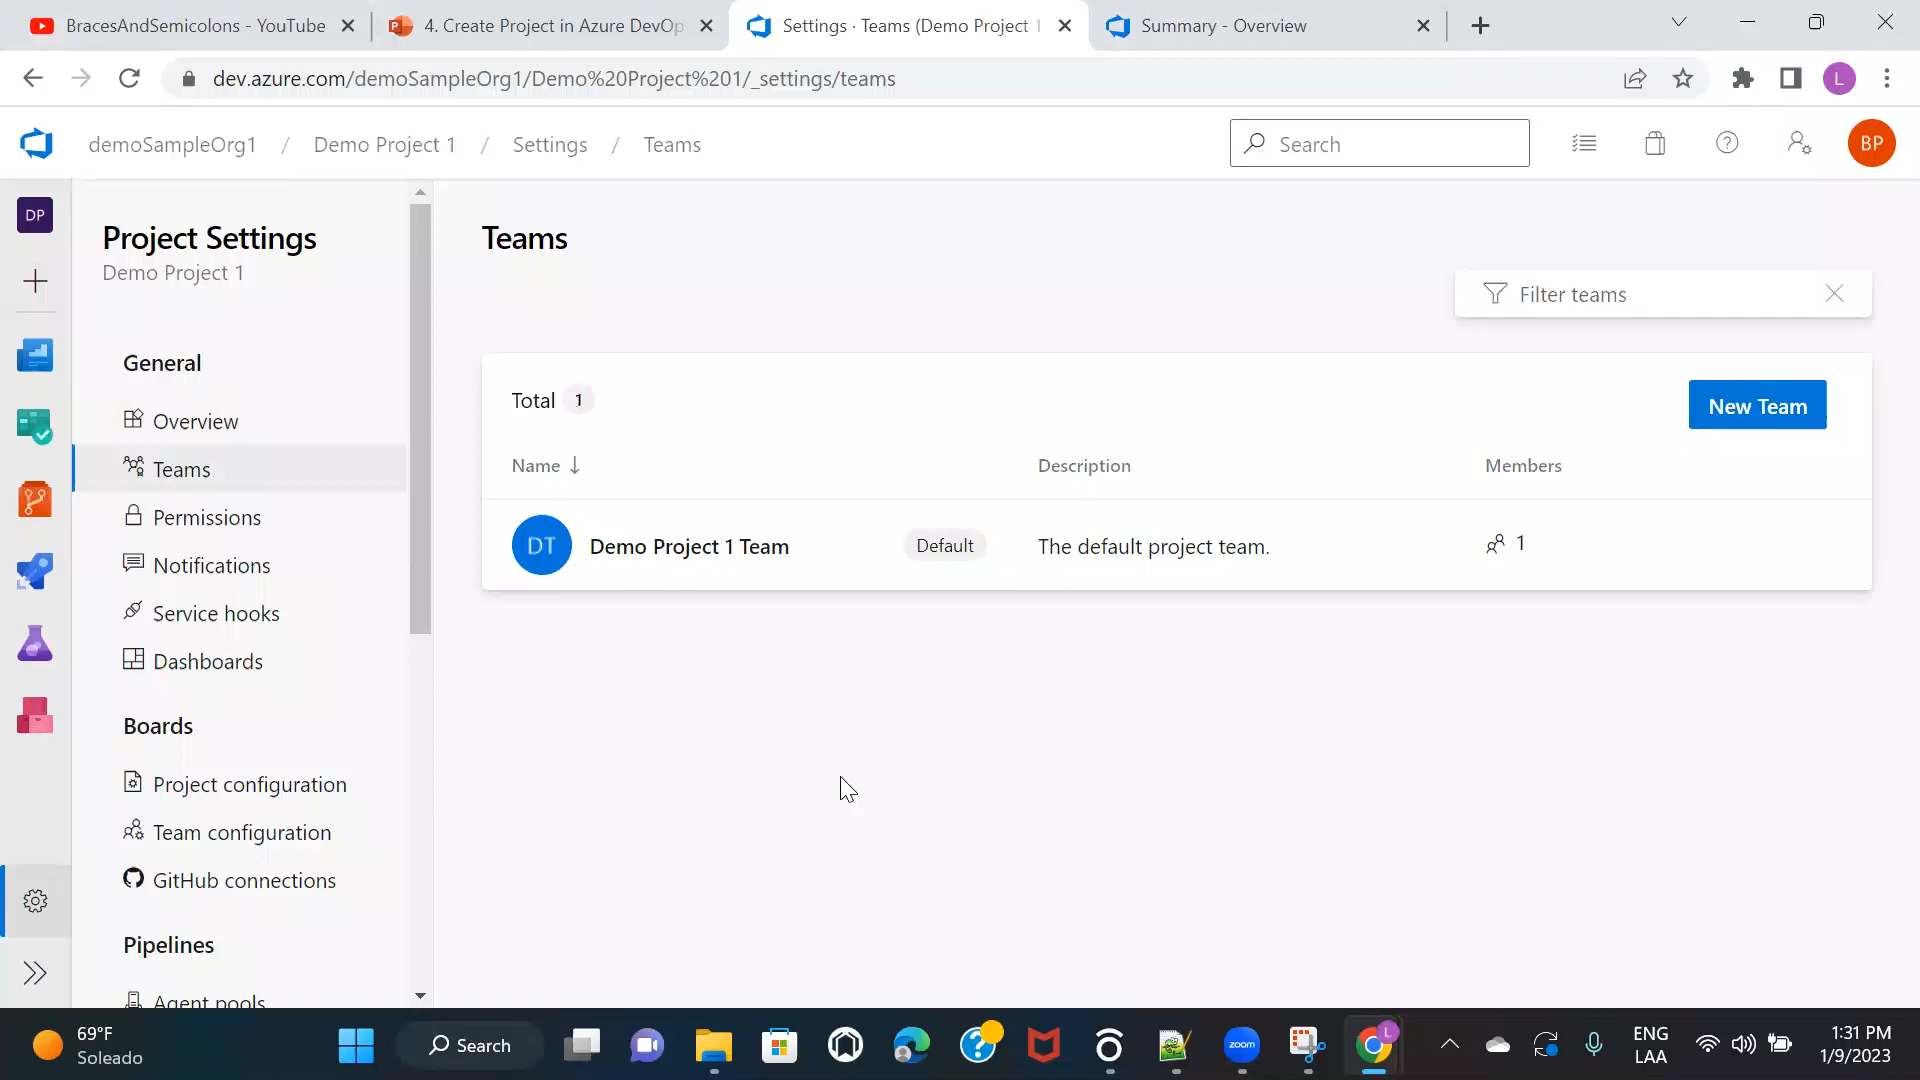 BracesAndSemicolons - YouTube
4. Create Project in Azure DevOp
Settings · Teams (Demo Project 1
Summary - Overview
dev.azure.com/demoSampleOrg1/Demo%20Project%201/_settings/teams
L
demoSampleOrg1 / Demo Project 1 / Settings / Teams
Search
BP
DP
Project Settings
Demo Project 1
General
Overview
Teams
Permissions
Notifications
Service hooks
Dashboards
Boards
Project configuration
Team configuration
GitHub connections
Pipelines
Agent pools
Teams
Filter teams
Total 1
New Team
Name Description Members
DT Demo Project 1 Team Default The default project team. 1
69°F
Soleado
Search
zoom
L
ENG
LAA
1:31 PM
1/9/2023